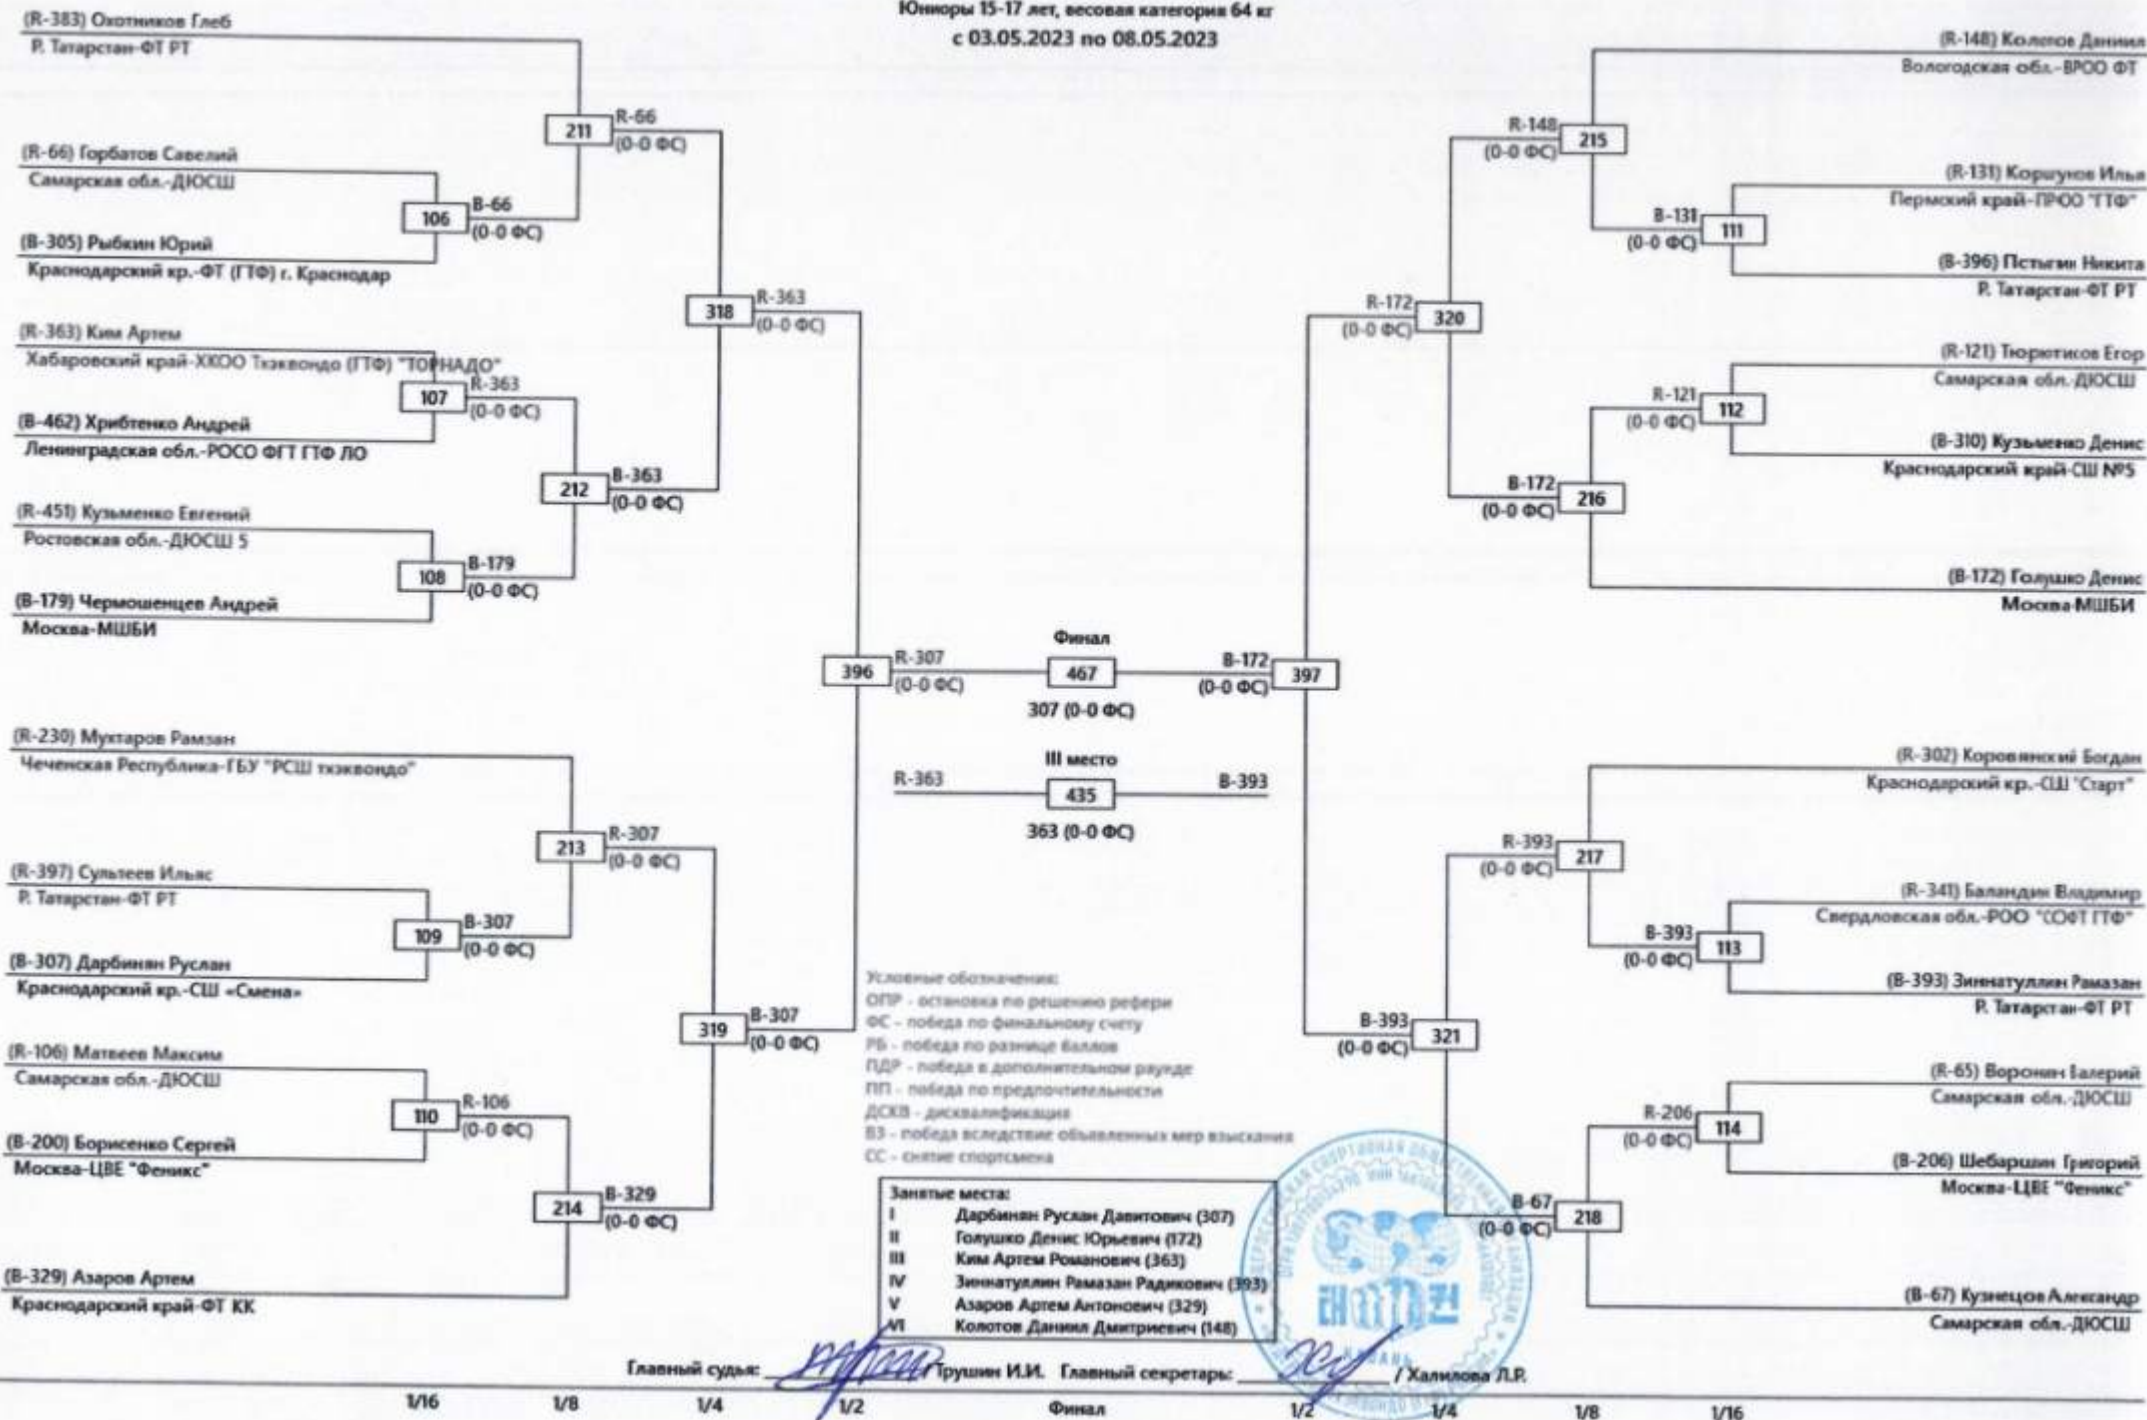 Юниоры 15-17 лет, весовая категория 64 кг
с 03.05.2023 по 08.05.2023
(R-383) Охотников Глеб
Р. Татарстан-ФТ РТ
211
R-66
(0-0 ФС)
(R-66) Горбатов Савелий
Самарская обл.-ДЮСШ
106
B-66
(0-0 ФС)
(B-305) Рыбкин Юрий
Краснодарский кр.-ФТ (ГТФ) г. Краснодар
318
R-363
(0-0 ФС)
(R-363) Ким Артем
Хабаровский край-ХКОО Тхэквондо (ГТФ) "ТОРНАДО"
107
R-363
(0-0 ФС)
(B-462) Хрибтенко Андрей
Ленинградская обл.-РОСО ФГТ ГТФ ЛО
212
B-363
(0-0 ФС)
(R-451) Кузьменко Евгений
Ростовская обл.-ДЮСШ 5
108
B-179
(0-0 ФС)
(B-179) Чермошенцев Андрей
Москва-МШБИ
396
R-307
(0-0 ФС)
(R-230) Мухтаров Рамзан
Чеченская Республика-ГБУ "РСШ тхэквондо"
213
R-307
(0-0 ФС)
(R-397) Сультеев Ильяс
Р. Татарстан-ФТ РТ
109
B-307
(0-0 ФС)
(B-307) Дарбинян Руслан
Краснодарский кр.-СШ «Смена»
319
B-307
(0-0 ФС)
(R-106) Матвеев Максим
Самарская обл.-ДЮСШ
110
R-106
(0-0 ФС)
(B-200) Борисенко Сергей
Москва-ЦВЕ "Феникс"
214
B-329
(0-0 ФС)
(B-329) Азаров Артем
Краснодарский край-ФТ КК
Финал
467
307 (0-0 ФС)
III место
R-363
435
B-393
363 (0-0 ФС)
(R-148) Колотов Даниил
Вологодская обл.-ВРОО ФТ
R-148
(0-0 ФС)
215
(R-131) Коршунов Илья
Пермский край-ПРОО "ГТФ"
B-131
(0-0 ФС)
111
(B-396) Петыгин Никита
Р. Татарстан-ФТ РТ
R-172
(0-0 ФС)
320
(R-121) Тюрютиков Егор
Самарская обл.-ДЮСШ
R-121
(0-0 ФС)
112
(B-310) Кузьменко Денис
Краснодарский край-СШ №5
B-172
(0-0 ФС)
216
(B-172) Голушко Денис
Москва-МШБИ
B-172
(0-0 ФС)
397
(R-302) Коровянский Богдан
Краснодарский кр.-СШ "Старт"
R-393
(0-0 ФС)
217
(R-341) Баландин Владимир
Свердловская обл.-РОО "СОФТ ГТФ"
B-393
(0-0 ФС)
113
(B-393) Зиннатуллин Рамазан
Р. Татарстан-ФТ РТ
B-393
(0-0 ФС)
321
(R-65) Воронин Валерий
Самарская обл.-ДЮСШ
R-206
(0-0 ФС)
114
(B-206) Шебаршин Григорий
Москва-ЦВЕ "Феникс"
B-67
(0-0 ФС)
218
(B-67) Кузнецов Александр
Самарская обл.-ДЮСШ
Условные обозначения:
ОПР - остановка по решению рефери
ФС - победа по финальному счету
РБ - победа по разнице баллов
ПДР - победа в дополнительном раунде
ПП - победа по предпочтительности
ДСКВ - дисквалификация
ВЗ - победа вследствие объявленных мер взыскания
СС - снятие спортсмена
Занятые места:
I Дарбинян Руслан Давитович (307)
II Голушко Денис Юрьевич (172)
III Ким Артем Романович (363)
IV Зиннатуллин Рамазан Радикович (393)
V Азаров Артем Антонович (329)
VI Колотов Даниил Дмитриевич (148)
Главный судья: Трушин И.И. Главный секретарь: / Халилова Л.Р.
1/16 1/8 1/4 1/2 Финал 1/2 1/4 1/8 1/16